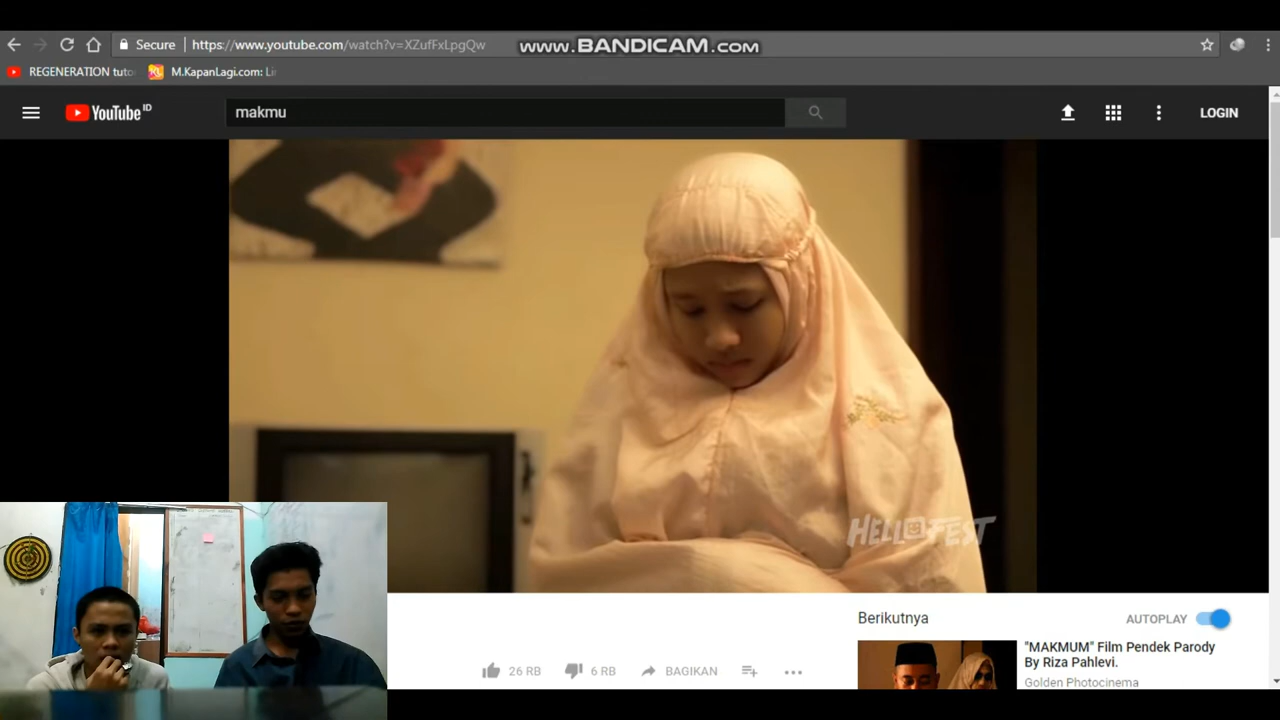 Secure
https://www.youtube.com/watch?v=XZufFxLpgQw
www.BANDICAM.com
REGENERATION tuto
M.KapanLagi.com: Li
YouTube ID
makmu
LOGIN
HELLOFEST
Berikutnya
AUTOPLAY
26 RB
6 RB
BAGIKAN
"MAKMUM" Film Pendek Parody
By Riza Pahlevi.
Golden Photocinema